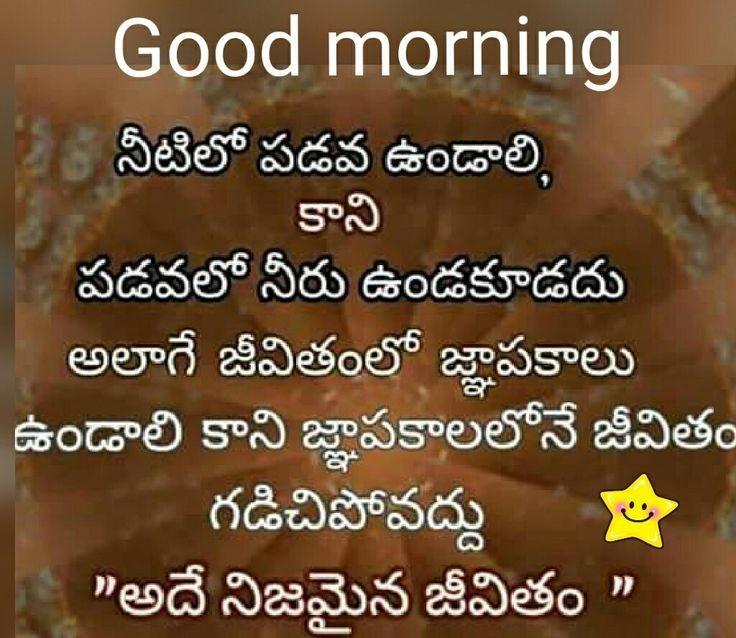 Good morning
నీటిలో పడవ ఉండాలి,
కాని
పడవలో నీరు ఉండకూడదు
అలాగే జీవితంలో జ్ఞాపకాలు
ఉండాలి కాని జ్ఞాపకాలలోనే జీవితం
గడిచిపోవద్దు
”అదే నిజమైన జీవితం ”